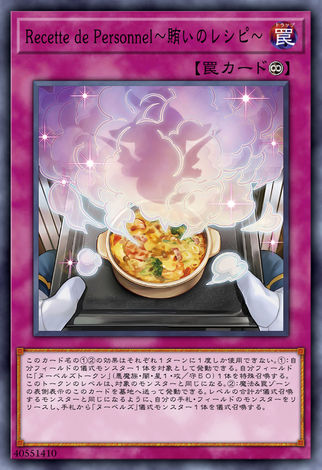 Recette de Personnel~賄いのレシピ~
トラップ
罠
【罠カード】
このカード名の①②の効果はそれぞれ1ターンに1度しか使用できない。①：自
分フィールドの儀式モンスター1体を対象として発動できる。自分フィールド
に「ヌーベルズトークン」(悪魔族・闇・星1・攻/守50)1体を特殊召喚する。
このトークンのレベルは、対象のモンスターと同じになる。②：魔法&罠ゾーン
の表側表示のこのカードを墓地へ送って発動できる。レベルの合計が儀式召喚
するモンスターと同じになるように、自分の手札・フィールドのモンスターをリ
リースし、手札から「ヌーベルズ」儀式モンスター1体を儀式召喚する。
40551410